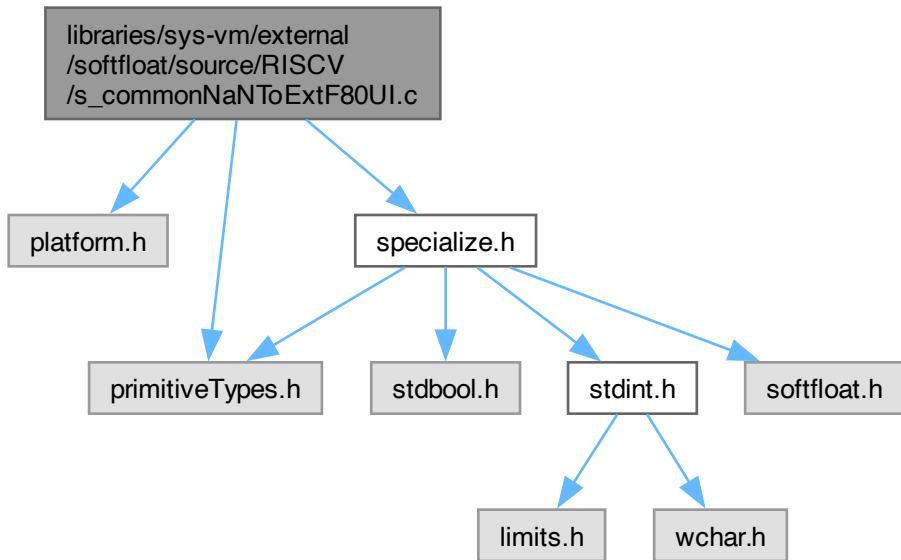 libraries/sys-vm/external
/softfloat/source/RISCV
/s_commonNaNToExtF80UI.c
platform.h
specialize.h
primitiveTypes.h
stdbool.h
stdint.h
softfloat.h
limits.h
wchar.h